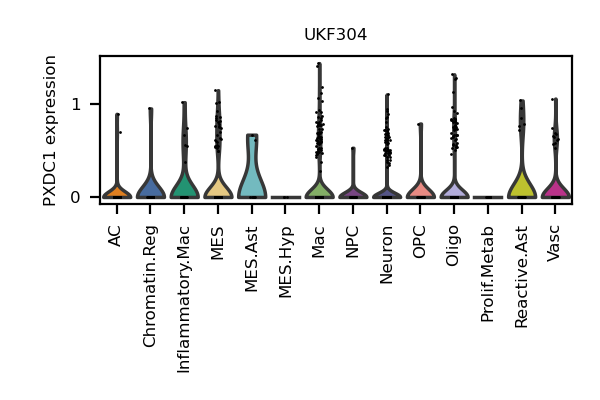 UKF304
PXDC1 expression
1
0
AC
Chromatin.Reg
Inflammatory.Mac
MES
MES.Ast
MES.Hyp
Mac
NPC
Neuron
OPC
Oligo
Prolif.Metab
Reactive.Ast
Vasc